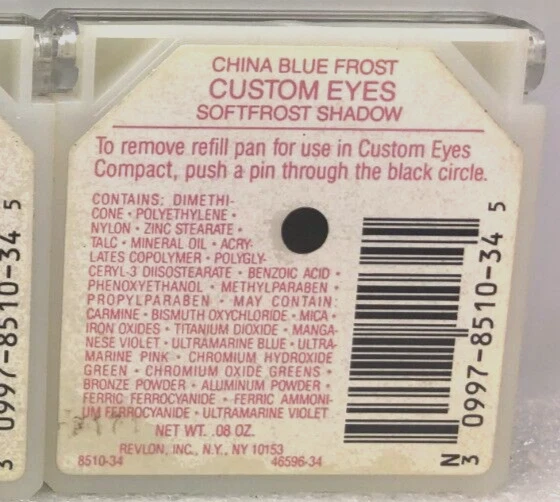 CHINA BLUE FROST
CUSTOM EYES
SOFTFROST SHADOW
To remove refill pan for use in Custom Eyes
Compact, push a pin through the black circle.
CONTAINS: DIMETHI-
CONE • POLYETHYLENE •
NYLON • ZINC STEARATE •
TALC • MINERAL OIL • ACRY-
LATES COPOLYMER • POLYGLY-
CERYL-3 DIISOSTEARATE • BENZOIC ACID •
PHENOXYETHANOL • METHYLPARABEN •
PROPYLPARABEN • MAY CONTAIN:
CARMINE • BISMUTH OXYCHLORIDE • MICA •
IRON OXIDES • TITANIUM DIOXIDE • MANGA-
NESE VIOLET • ULTRAMARINE BLUE • ULTRA-
MARINE PINK • CHROMIUM HYDROXIDE
GREEN • CHROMIUM OXIDE GREENS •
BRONZE POWDER • ALUMINUM POWDER •
FERRIC FERROCYANIDE • FERRIC AMMONI-
UM FERROCYANIDE • ULTRAMARINE VIOLET
NET WT. .08 OZ.
REVLON, INC., N.Y., NY 10153
8510-34 46596-34
N3 0997-8510-34 5
3 0997-8510-34 5